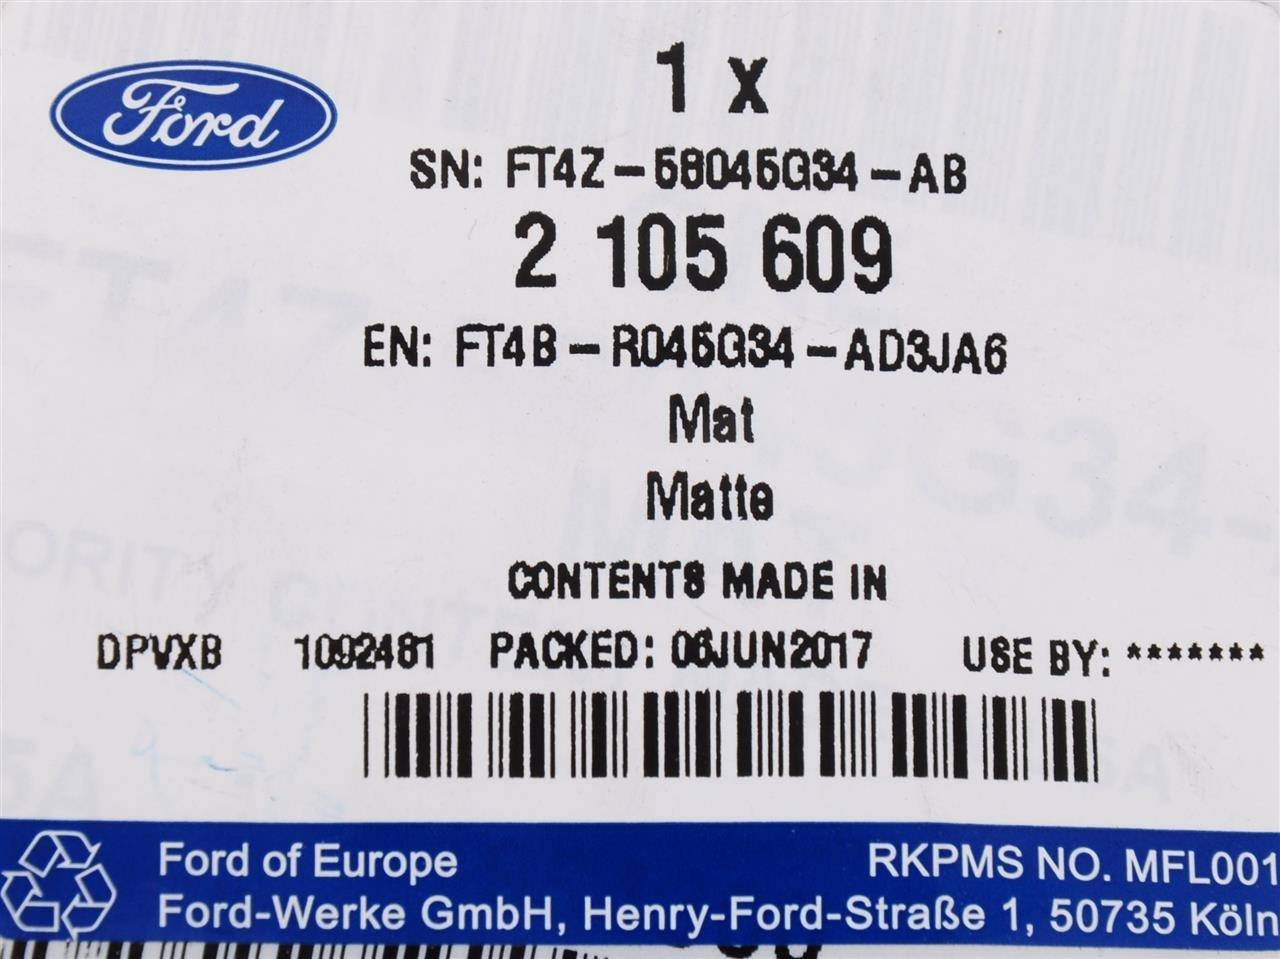 Ford
1 x
SN: FT4Z-58045G34-AB
2 105 609
EN: FT4B-R045G34-AD3JA6
Mat
Matte
CONTENTS MADE IN
DPVXB 1092481 PACKED: 06JUN2017 USE BY: *******
Ford of Europe RKPMS NO. MFL001
Ford-Werke GmbH, Henry-Ford-Straße 1, 50735 Köln